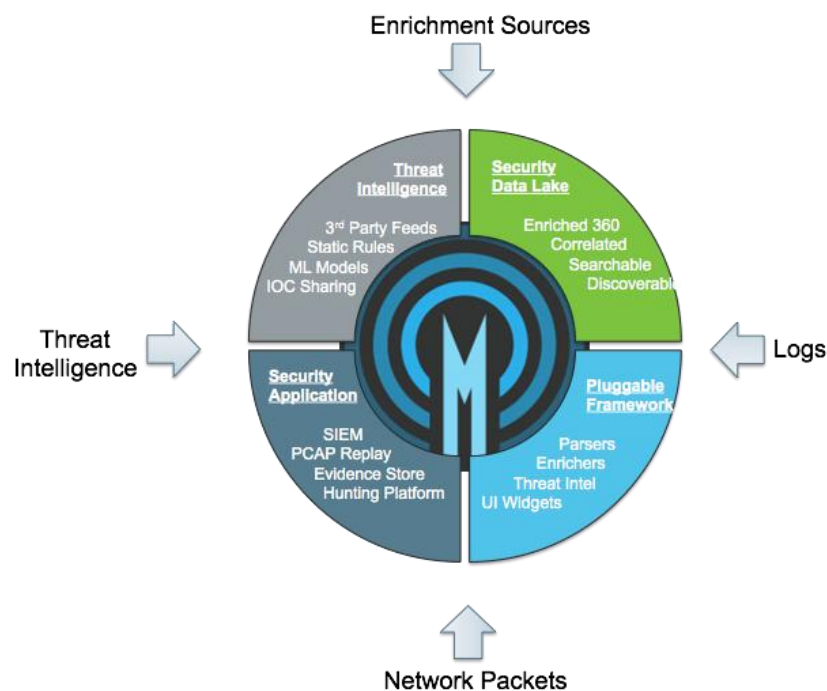 Enrichment Sources
Threat
Intelligence
3rd Party Feeds
Static Rules
ML Models
IOC Sharing
Security
Data Lake
Enriched 360
Correlated
Searchable
Discoverable
Threat
Intelligence
Logs
Security
Application
SIEM
PCAP Replay
Evidence Store
Hunting Platform
Pluggable
Framework
Parsers
Enrichers
Threat Intel
UI Widgets
M
Network Packets